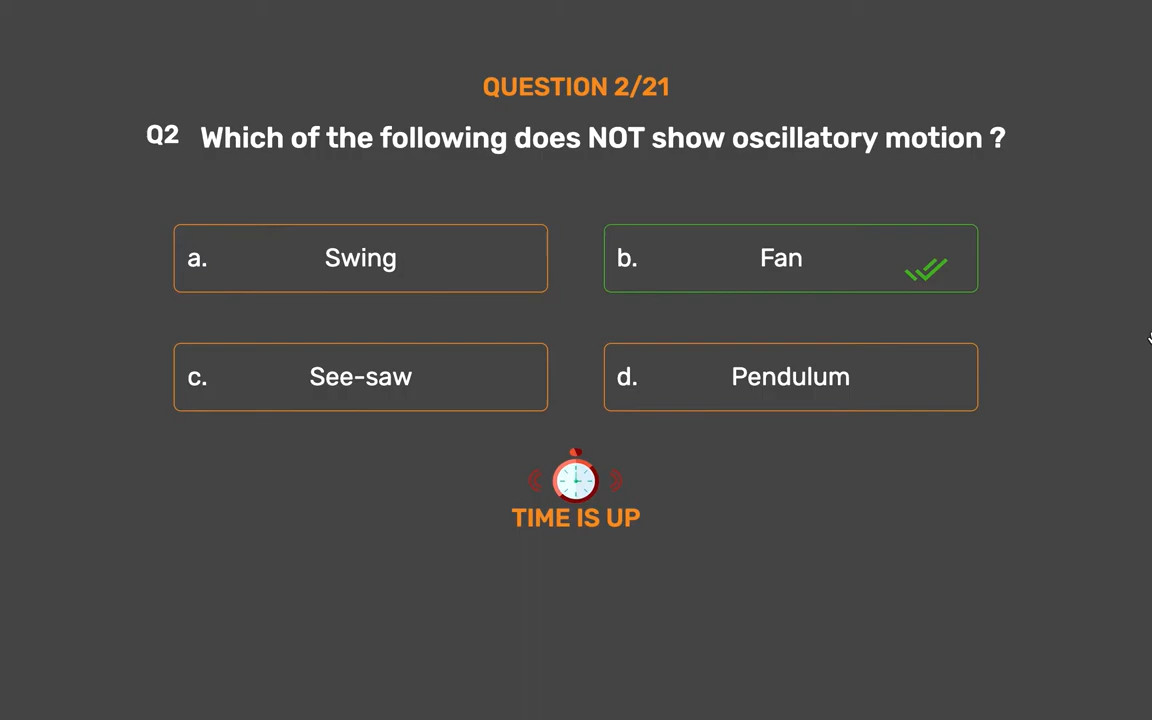 QUESTION 2/21
Q2 Which of the following does NOT show oscillatory motion ?
a. Swing
b. Fan
c. See-saw
d. Pendulum
TIME IS UP